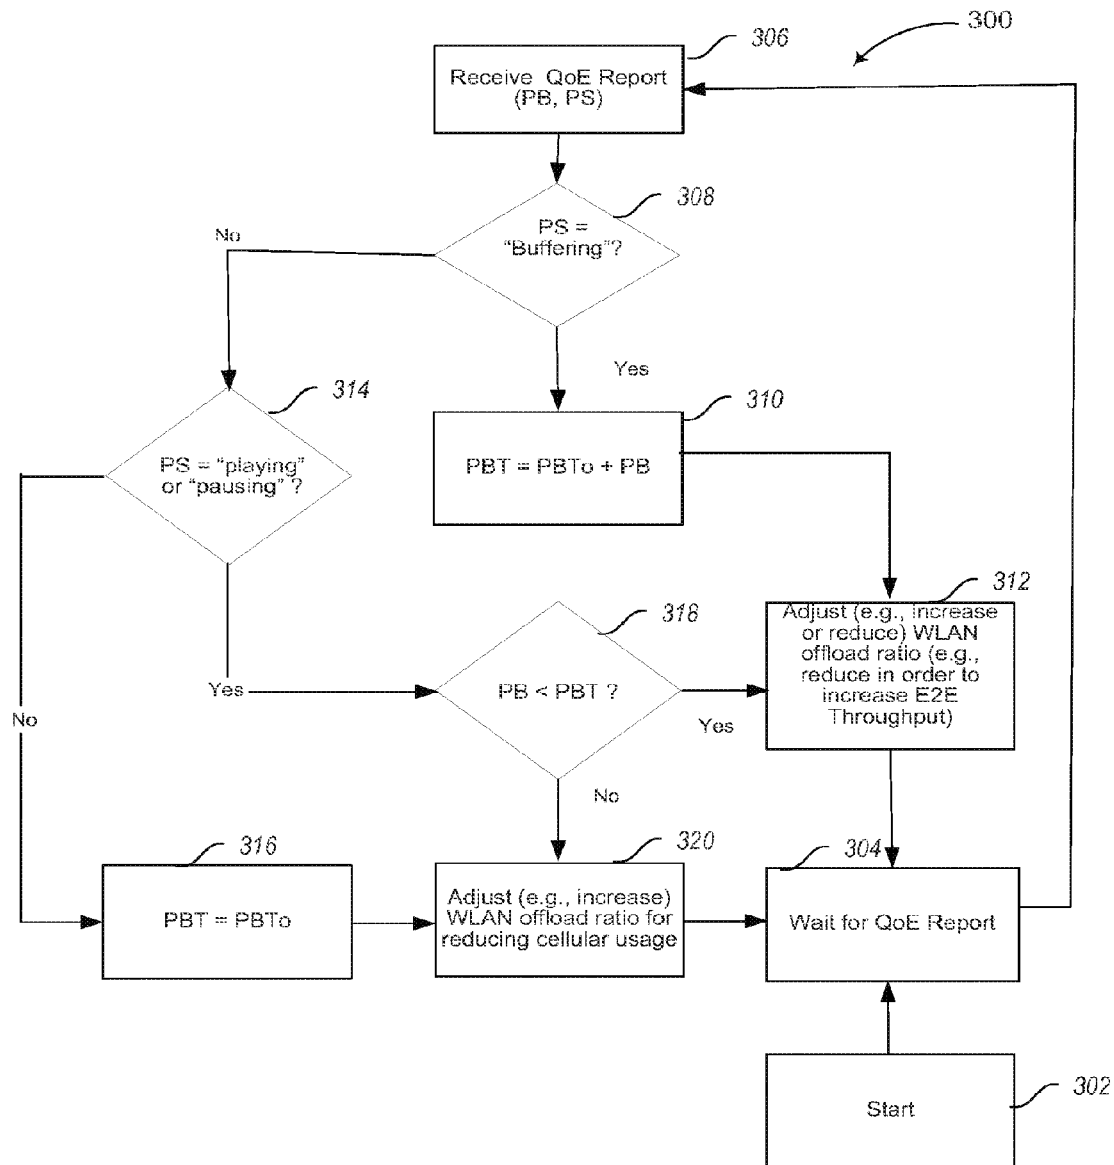 300
306
Receive QoE Report
(PB, PS)
308
PS =
"Buffering"?
No
Yes
314
PS = "playing"
or "pausing" ?
310
PBT = PBTo + PB
312
Adjust (e.g., increase
or reduce) WLAN
offload ratio (e.g.,
reduce in order to
increase E2E
Throughput)
318
PB < PBT ?
Yes
Yes
No
No
316
PBT = PBTo
320
Adjust (e.g., increase)
WLAN offload ratio for
reducing cellular usage
304
Wait for QoE Report
302
Start